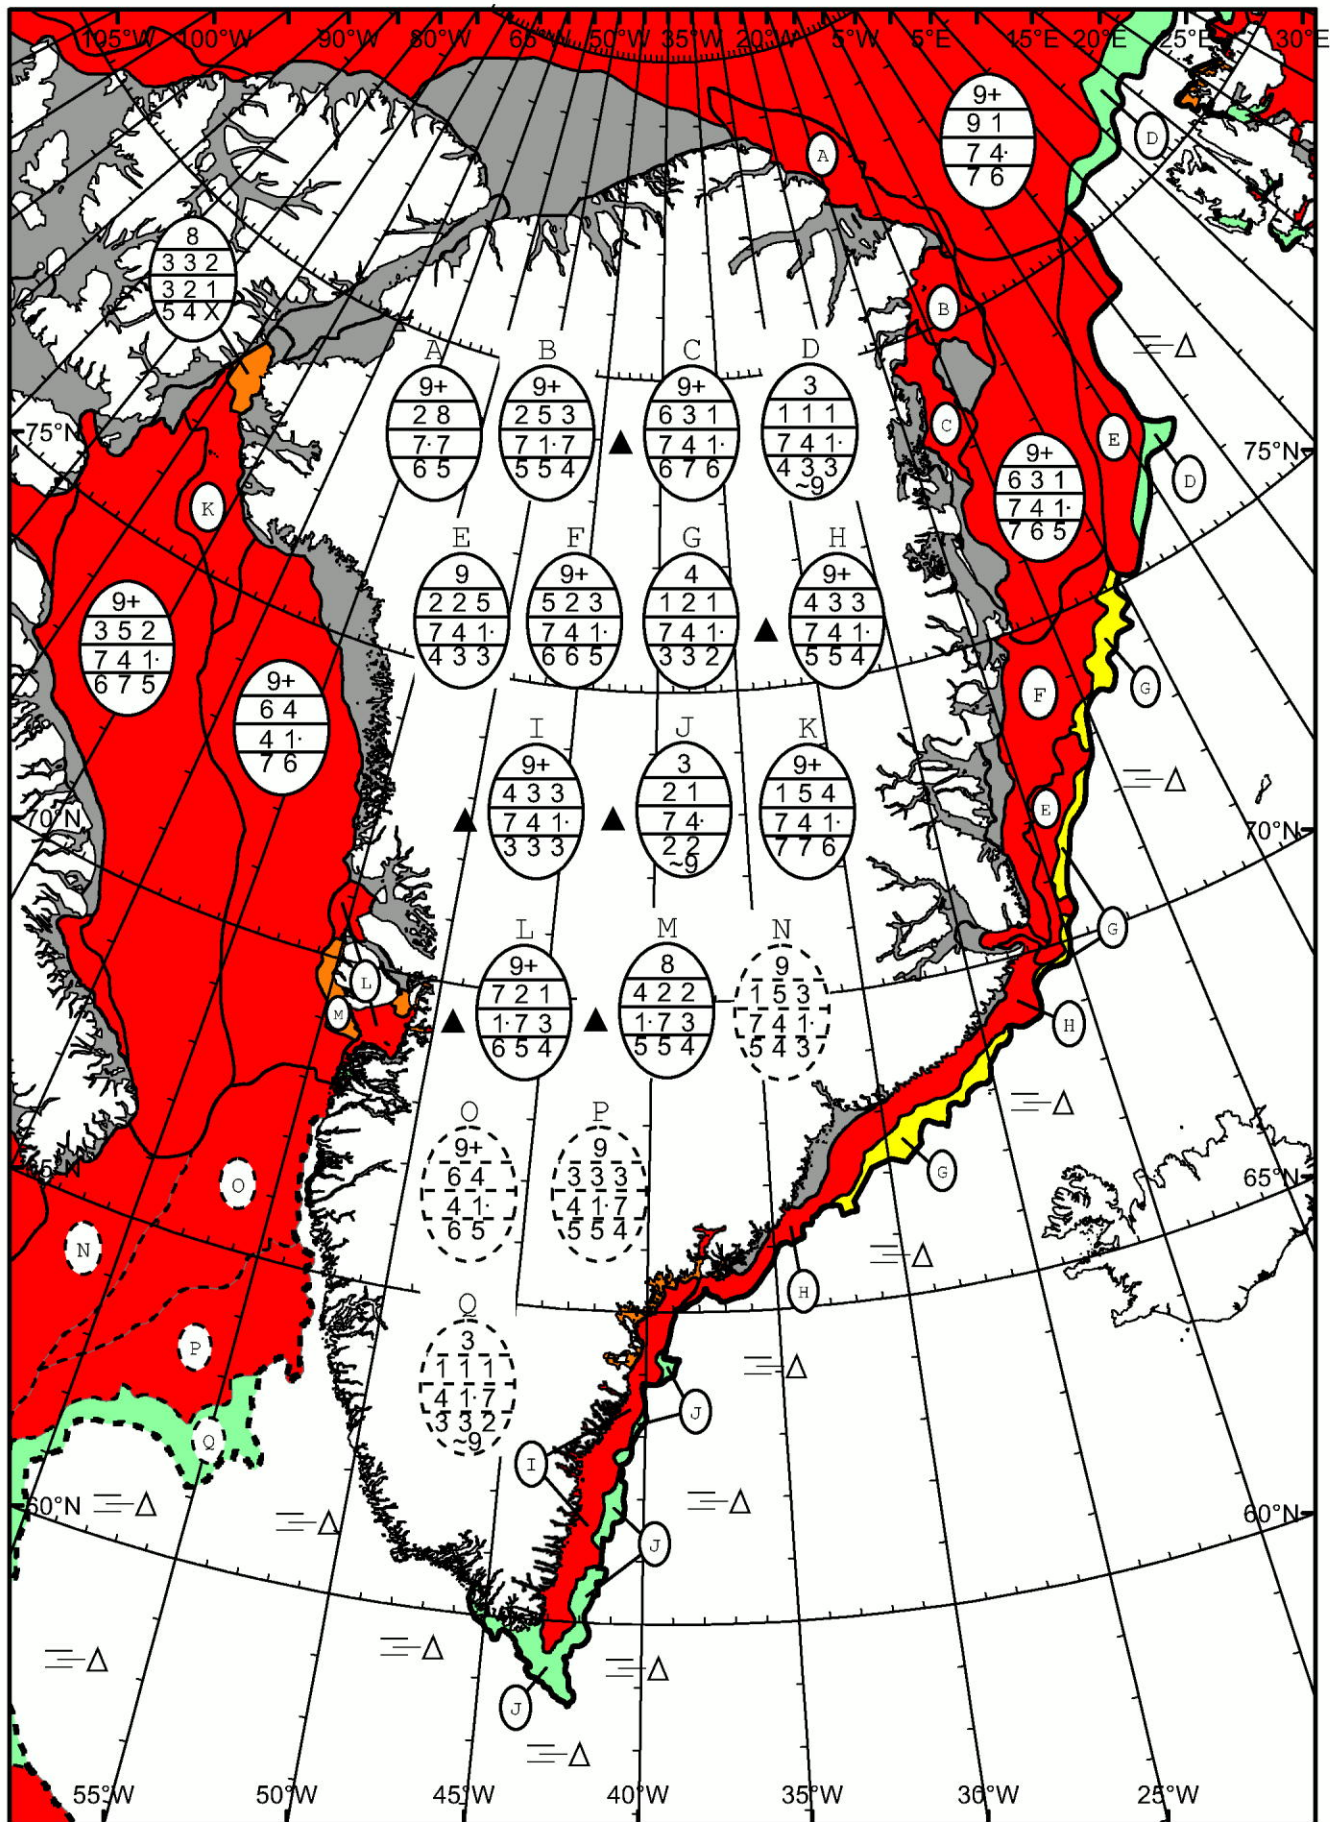 105°W 100°W 90°W 80°W 65°W 50°W 35°W 20°W 5°W 5°E 15°E 20°E 25°E 30°E
9+
9 1
7 4·
7 6
D
A
8
3 3 2
3 2 1
5 4 X
B
75°N
75°N
A B C D
9+ 9+ 9+ 3
2 8 2 5 3 6 3 1 1 1 1
7·7 7 1·7 7 4 1· 7 4 1·
6 5 5 5 4 6 7 6 4 3 3
~9
C
E
D
9+
6 3 1
7 4 1·
7 6 5
K
E F G H
9 9+ 4 9+
2 2 5 5 2 3 1 2 1 4 3 3
7 4 1· 7 4 1· 7 4 1· 7 4 1·
4 3 3 6 6 5 3 3 2 5 5 4
9+
3 5 2
7 4 1·
6 7 5
9+
6 4
4 1·
7 6
F
G
I J K
9+ 3 9+
4 3 3 2 1 1 5 4
7 4 1· 7 4· 7 4 1·
3 3 3 2 2 7 7 6
~9
E
70°N
70°N
G
L M N
9+ 8 9
7 2 1 4 2 2 1 5 3
1·7 3 1·7 3 7 4 1·
6 5 4 5 5 4 5 4 3
L
M
H
O P
9+ 9
6 4 3 3 3
4 1· 4 1·7
6 5 5 5 4
G
65°N
O
N
H
Q
3
1 1 1
4 1·7
3 3 2
~9
P
J
Q
I
60°N
60°N
J
J
55°W 50°W 45°W 40°W 35°W 30°W 25°W